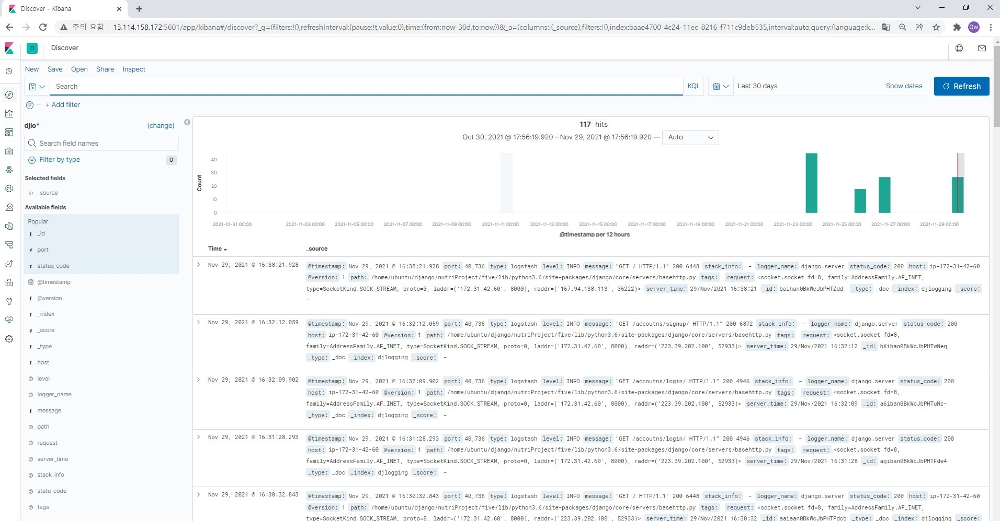 Discover - Kibana
주의 요함 | 13.114.158.172:5601/app/kibana#/discover?_g=(filters:!(),refreshInterval:(pause:!t,value:0),time:(from:now-30d,to:now))&_a=(columns:!(_source),filters:!(),index:baae4700-4c24-11ec-8216-f711c9deb535,interval:auto,query:(language:k...
Qw
D Discover
New Save Open Share Inspect
Search KQL Last 30 days Show dates Refresh
+ Add filter
djlo* (change)
Search field names
Filter by type 0
Selected fields
_source
Available fields
Popular
t _id
# port
t status_code
@timestamp
t @version
t _index
# _score
t _type
t host
level
logger_name
t message
path
request
server_time
stack_info
statu_code
tags
117 hits
Oct 30, 2021 @ 17:56:19.920 - Nov 29, 2021 @ 17:56:19.920 — Auto
Count
40
30
20
10
0
2021-10-31 00:00 2021-11-03 00:00 2021-11-05 00:00 2021-11-07 00:00 2021-11-09 00:00 2021-11-11 00:00 2021-11-13 00:00 2021-11-15 00:00 2021-11-17 00:00 2021-11-19 00:00 2021-11-21 00:00 2021-11-23 00:00 2021-11-25 00:00 2021-11-27 00:00 2021-11-29 00:00
@timestamp per 12 hours
Time _source
Nov 29, 2021 @ 16:38:21.928 @timestamp: Nov 29, 2021 @ 16:38:21.928 port: 40,736 type: logstash level: INFO message: "GET / HTTP/1.1" 200 6448 stack_info: - logger_name: django.server status_code: 200 host: ip-172-31-42-60
@version: 1 path: /home/ubuntu/django/nutriProject/five/lib/python3.6/site-packages/django/core/servers/basehttp.py tags: request: <socket.socket fd=8, family=AddressFamily.AF_INET,
type=SocketKind.SOCK_STREAM, proto=0, laddr=('172.31.42.60', 8000), raddr=('167.94.138.113', 36222)> server_time: 29/Nov/2021 16:38:21 _id: baihan0BkWcJbPHTZdd_ _type: _doc _index: djlogging _score:
-
Nov 29, 2021 @ 16:32:12.059 @timestamp: Nov 29, 2021 @ 16:32:12.059 port: 40,736 type: logstash level: INFO message: "GET /accoutns/signup/ HTTP/1.1" 200 6872 stack_info: - logger_name: django.server status_code: 200
host: ip-172-31-42-60 @version: 1 path: /home/ubuntu/django/nutriProject/five/lib/python3.6/site-packages/django/core/servers/basehttp.py tags: request: <socket.socket fd=8,
family=AddressFamily.AF_INET, type=SocketKind.SOCK_STREAM, proto=0, laddr=('172.31.42.60', 8000), raddr=('223.39.202.100', 52933)> server_time: 29/Nov/2021 16:32:12 _id: bKiban0BkWcJbPHTwNeq
_type: _doc _index: djlogging _score: -
Nov 29, 2021 @ 16:32:09.902 @timestamp: Nov 29, 2021 @ 16:32:09.902 port: 40,736 type: logstash level: INFO message: "GET /accoutns/login/ HTTP/1.1" 200 4946 stack_info: - logger_name: django.server status_code: 200
host: ip-172-31-42-60 @version: 1 path: /home/ubuntu/django/nutriProject/five/lib/python3.6/site-packages/django/core/servers/basehttp.py tags: request: <socket.socket fd=8,
family=AddressFamily.AF_INET, type=SocketKind.SOCK_STREAM, proto=0, laddr=('172.31.42.60', 8000), raddr=('223.39.202.100', 52933)> server_time: 29/Nov/2021 16:32:09 _id: a6iban0BkWcJbPHTuNc-
_type: _doc _index: djlogging _score: -
Nov 29, 2021 @ 16:31:28.293 @timestamp: Nov 29, 2021 @ 16:31:28.293 port: 40,736 type: logstash level: INFO message: "GET /accoutns/login/ HTTP/1.1" 200 4946 stack_info: - logger_name: django.server status_code: 200
host: ip-172-31-42-60 @version: 1 path: /home/ubuntu/django/nutriProject/five/lib/python3.6/site-packages/django/core/servers/basehttp.py tags: request: <socket.socket fd=8,
family=AddressFamily.AF_INET, type=SocketKind.SOCK_STREAM, proto=0, laddr=('172.31.42.60', 8000), raddr=('223.39.202.100', 52933)> server_time: 29/Nov/2021 16:31:28 _id: aqiban0BkWcJbPHTFde4
_type: _doc _index: djlogging _score: -
Nov 29, 2021 @ 16:30:32.843 @timestamp: Nov 29, 2021 @ 16:30:32.843 port: 40,736 type: logstash level: INFO message: "GET / HTTP/1.1" 200 6448 stack_info: - logger_name: django.server status_code: 200 host: ip-172-31-42-60
@version: 1 path: /home/ubuntu/django/nutriProject/five/lib/python3.6/site-packages/django/core/servers/basehttp.py tags: request: <socket.socket fd=8, family=AddressFamily.AF_INET,
type=SocketKind.SOCK_STREAM, proto=0, laddr=('172.31.42.60', 8000), raddr=('223.39.202.100', 52933)> server_time: 29/Nov/2021 16:30:32 _id: aaiaan0BkWcJbPHTPdcb _type: _doc _index: djlogging _score: